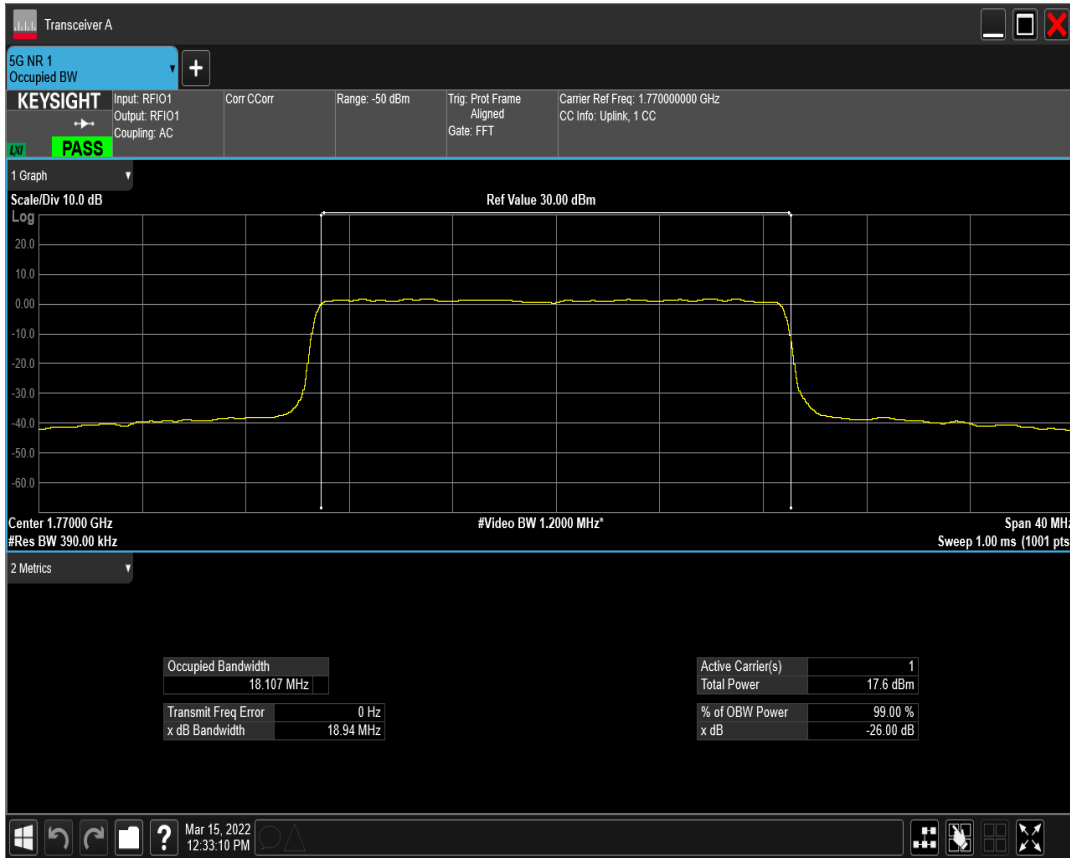 Transceiver A
5G NR 1
Occupied BW
KEYSIGHT
LXI
PASS
Input: RFIO1
Output: RFIO1
Coupling: AC
Corr CCorr
Range: -50 dBm
Trig: Prot Frame
Aligned
Gate: FFT
Carrier Ref Freq: 1.770000000 GHz
CC Info: Uplink, 1 CC
1 Graph
Scale/Div 10.0 dB
Ref Value 30.00 dBm
Log
20.0
10.0
0.00
-10.0
-20.0
-30.0
-40.0
-50.0
-60.0
Center 1.77000 GHz
#Video BW 1.2000 MHz*
Span 40 MHz
#Res BW 390.00 kHz
Sweep 1.00 ms (1001 pts
2 Metrics
Occupied Bandwidth
18.107 MHz
Transmit Freq Error 0 Hz
x dB Bandwidth 18.94 MHz
Active Carrier(s) 1
Total Power 17.6 dBm
% of OBW Power 99.00 %
x dB -26.00 dB
?
Mar 15, 2022
12:33:10 PM